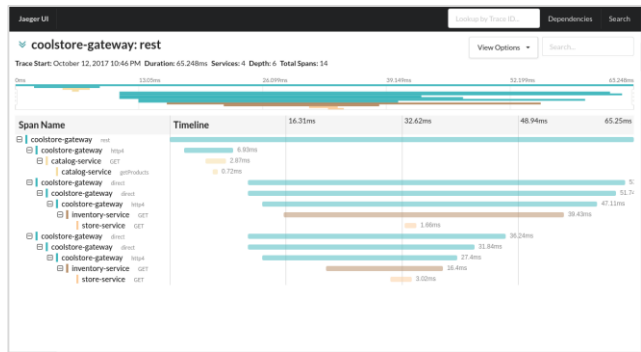 Jaeger UI Lookup by Trace ID... Dependencies Search
coolstore-gateway: rest View Options Search...
Trace Start: October 12, 2017 10:46 PM Duration: 65.248ms Services: 4 Depth: 6 Total Spans: 14
0ms 13.05ms 26.099ms 39.149ms 52.199ms 65.248ms
Span Name Timeline 16.31ms 32.62ms 48.94ms 65.25ms
coolstore-gateway rest
coolstore-gateway http4 6.83ms
catalog-service GET 2.87ms
catalog-service getProducts 0.72ms
coolstore-gateway direct
coolstore-gateway direct
coolstore-gateway http4 47.11ms
inventory-service GET 39.43ms
store-service GET
coolstore-gateway direct 36.24ms
coolstore-gateway direct 31.84ms
coolstore-gateway http4 27.4ms
inventory-service GET 16.4ms
store-service GET 3.02ms